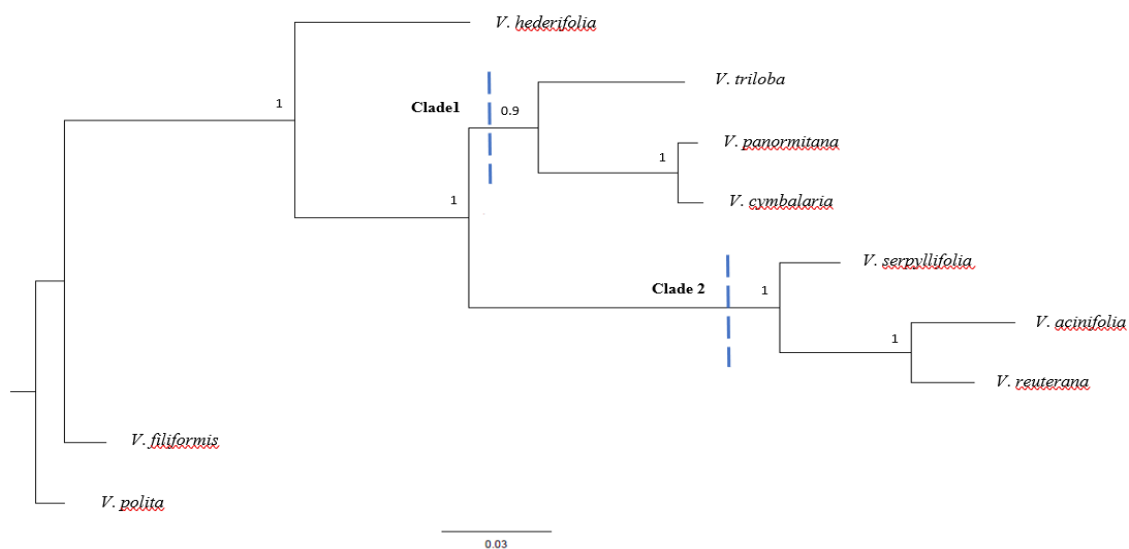 V. hederifolia
V. triloba
Clade1
0.9
1
V. panormitana
1
V. cymbalaria
1
V. serpyllifolia
Clade 2
1
V. acinifolia
1
V. reuterana
V. filiformis
V. polita
0.03